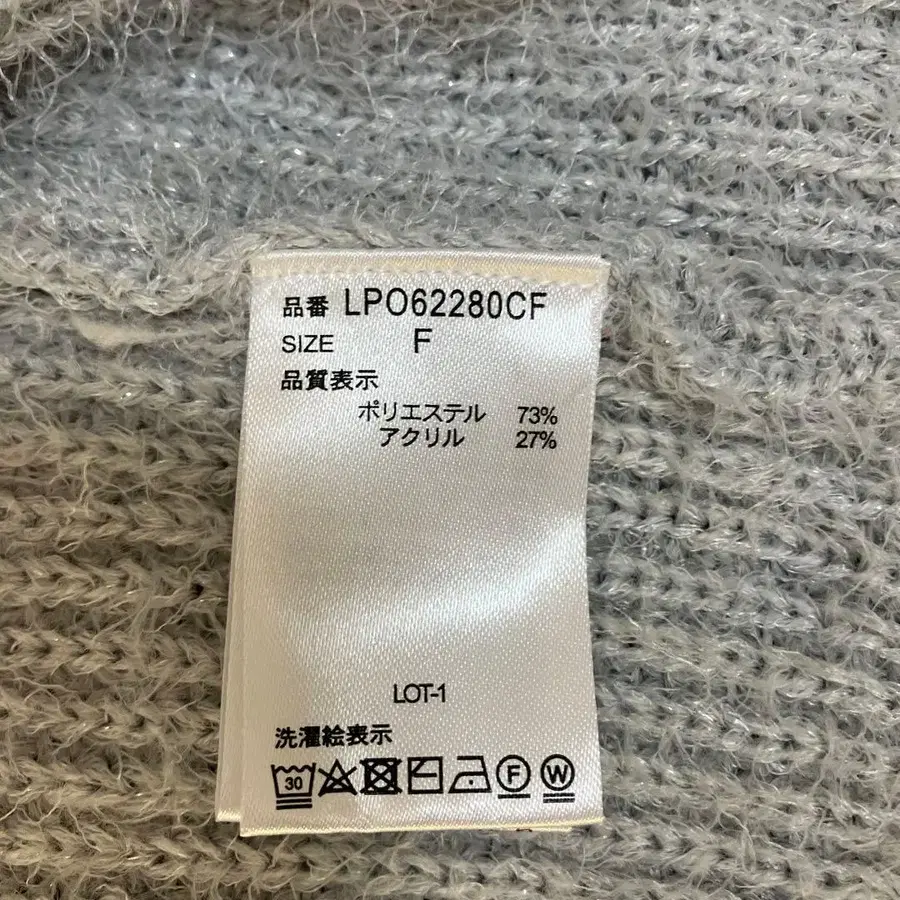 品番 LPO62280CF
SIZE F
品質表示
ポリエステル 73%
アクリル 27%
LOT-1
洗濯絵表示
30 F W